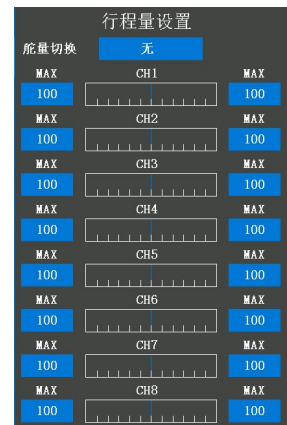 行程量设置
舵量切换 无
MAX CH1 MAX
100 100
MAX CH2 MAX
100 100
MAX CH3 MAX
100 100
MAX CH4 MAX
100 100
MAX CH5 MAX
100 100
MAX CH6 MAX
100 100
MAX CH7 MAX
100 100
MAX CH8 MAX
100 100